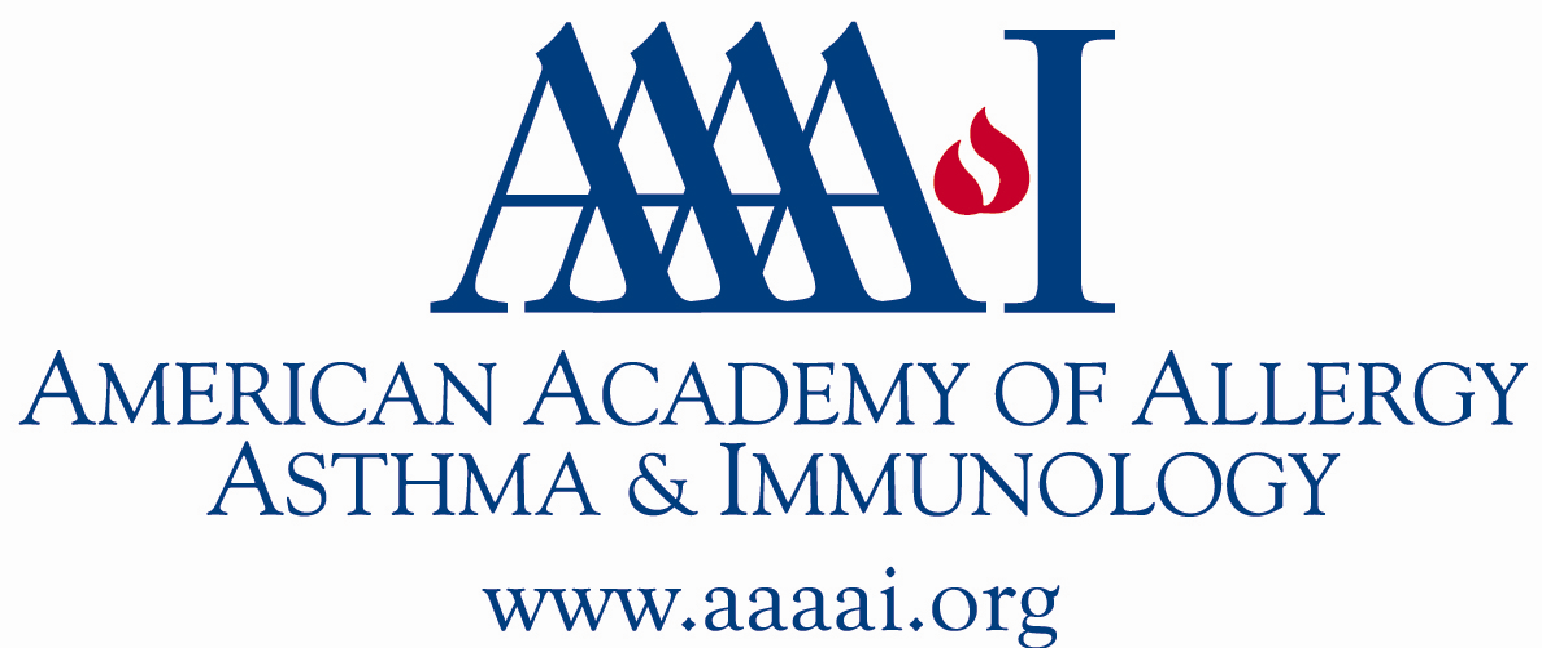 AAAAI
AMERICAN ACADEMY OF ALLERGY
ASTHMA & IMMUNOLOGY
www.aaaai.org